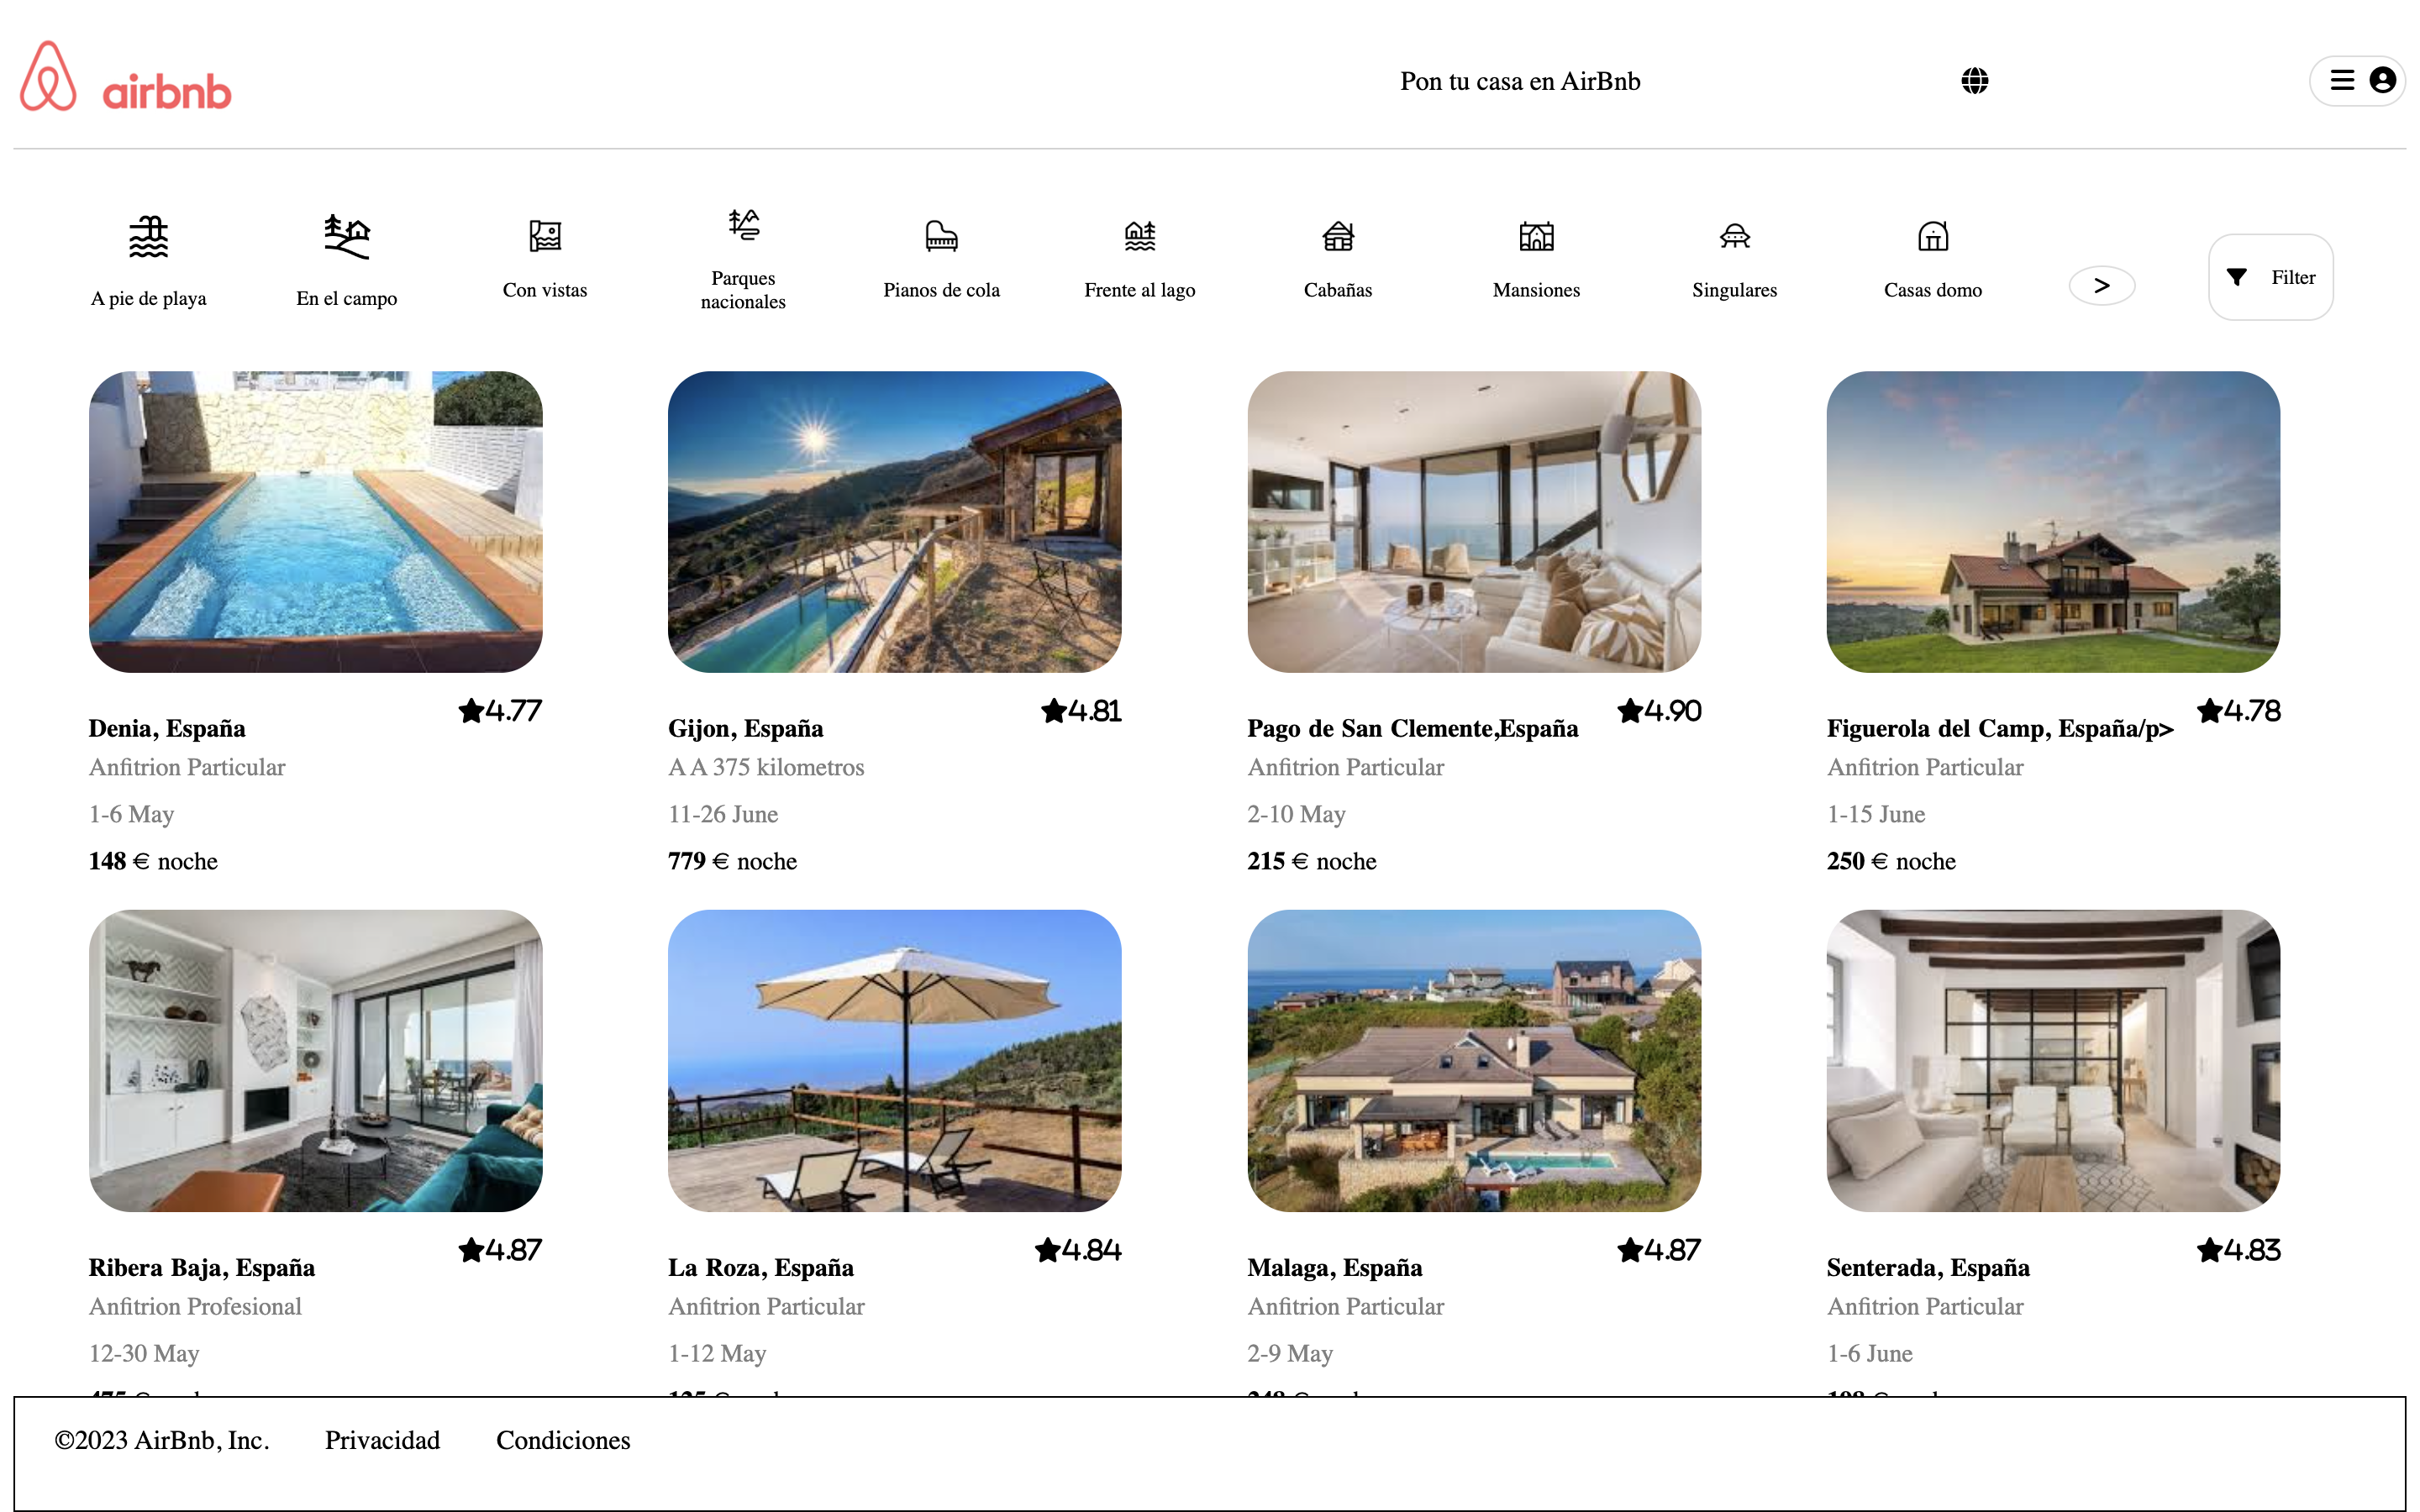 airbnb
Pon tu casa en AirBnb
A pie de playa
En el campo
Con vistas
Parques
nacionales
Pianos de cola
Frente al lago
Cabañas
Mansiones
Singulares
Casas domo
>
Filter
Denia, España
★4.77
Anfitrion Particular
1-6 May
148 € noche
Gijon, España
★4.81
A A 375 kilometros
11-26 June
779 € noche
Pago de San Clemente,España
★4.90
Anfitrion Particular
2-10 May
215 € noche
Figuerola del Camp, España/p>
★4.78
Anfitrion Particular
1-15 June
250 € noche
Ribera Baja, España
★4.87
Anfitrion Profesional
12-30 May
La Roza, España
★4.84
Anfitrion Particular
1-12 May
Malaga, España
★4.87
Anfitrion Particular
2-9 May
Senterada, España
★4.83
Anfitrion Particular
1-6 June
©2023 AirBnb, Inc.
Privacidad
Condiciones